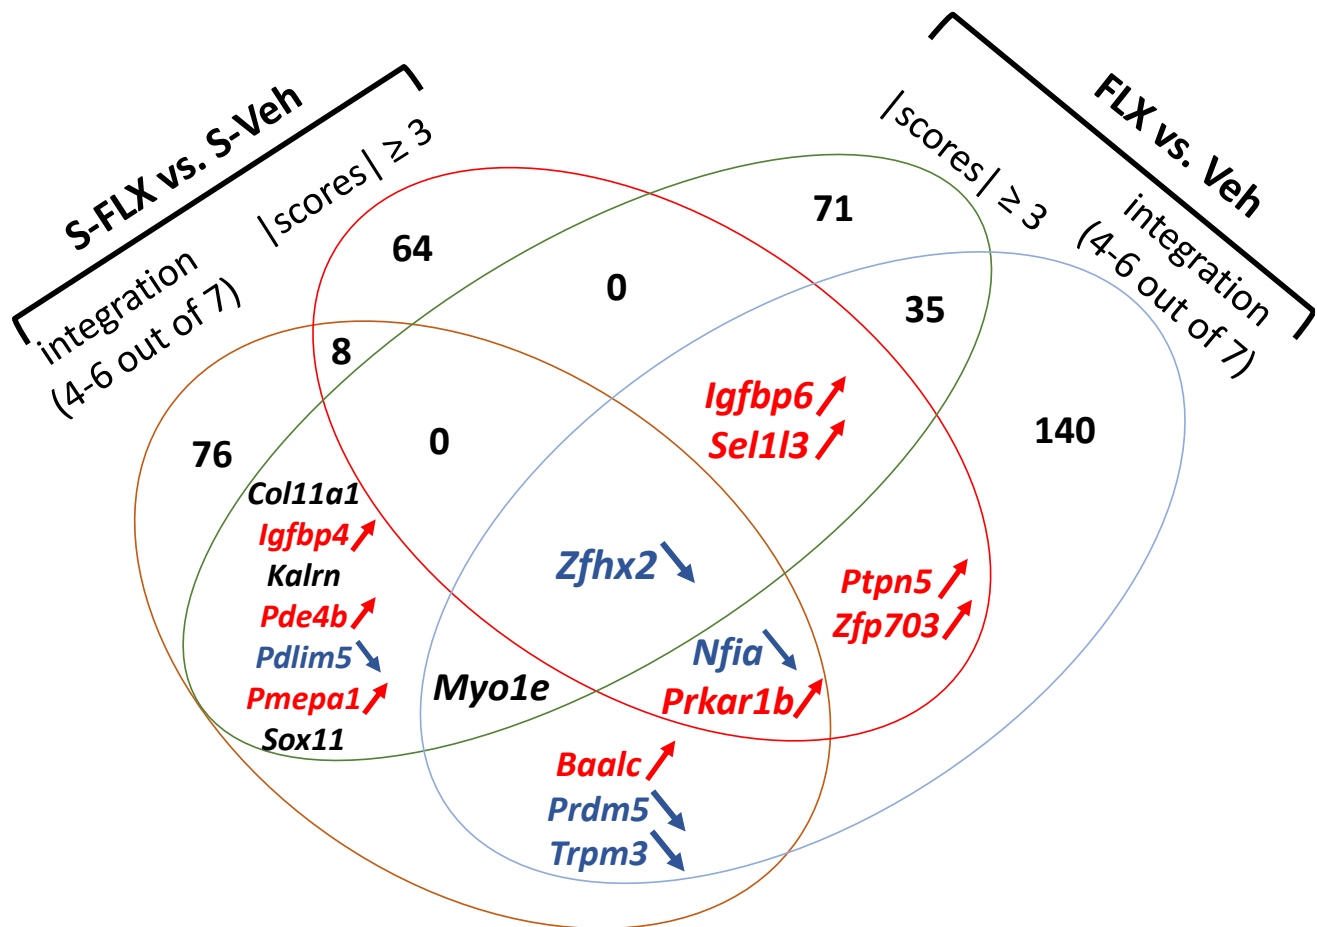 S-FLX vs. S-Veh
integration
(4-6 out of 7)
|scores| ≥ 3
FLX vs. Veh
|scores| ≥ 3
integration
(4-6 out of 7)
64
71
0
35
8
76
0
140
Igfbp6
Sel1l3
Col11a1
Igfbp4
Kalrn
Pde4b
Pdlim5
Pmepa1
Sox11
Zfhx2
Ptpn5
Zfp703
Nfia
Prkar1b
Myo1e
Baalc
Prdm5
Trpm3